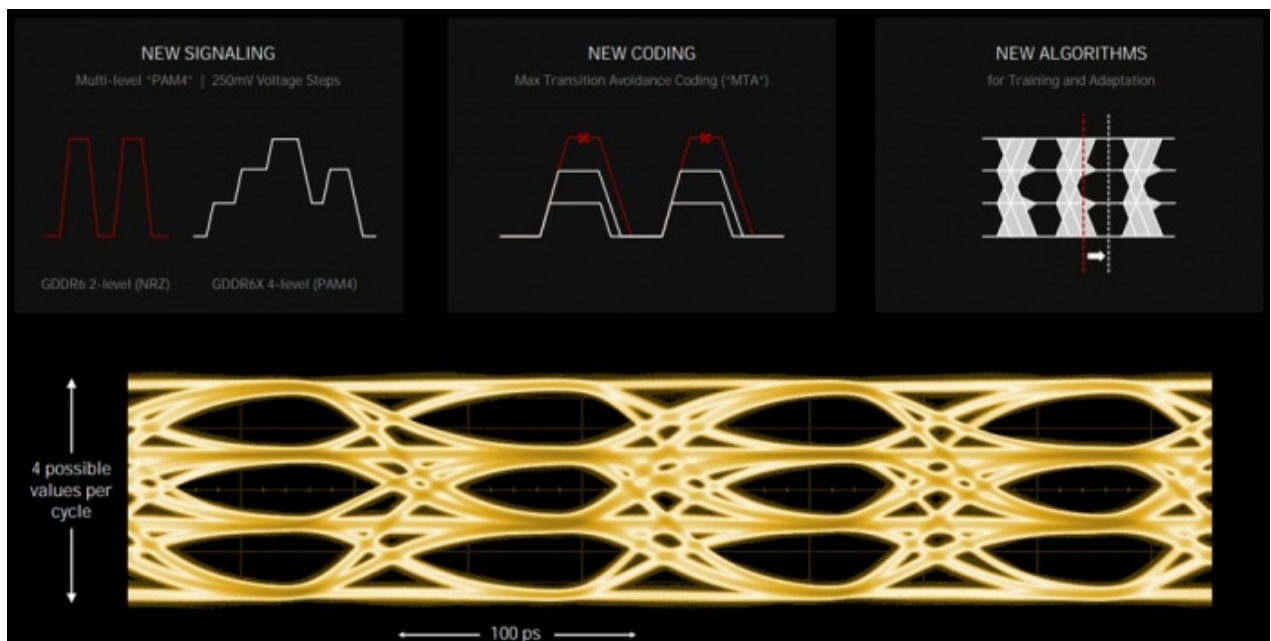 NEW SIGNALING
Multi-level "PAM4" | 250mV Voltage Steps
GDDR6 2-level (NRZ)
GDDR6X 4-level (PAM4)
NEW CODING
Max Transition Avoidance Coding ("MTA")
NEW ALGORITHMS
for Training and Adaptation
4 possible
values per
cycle
100 ps